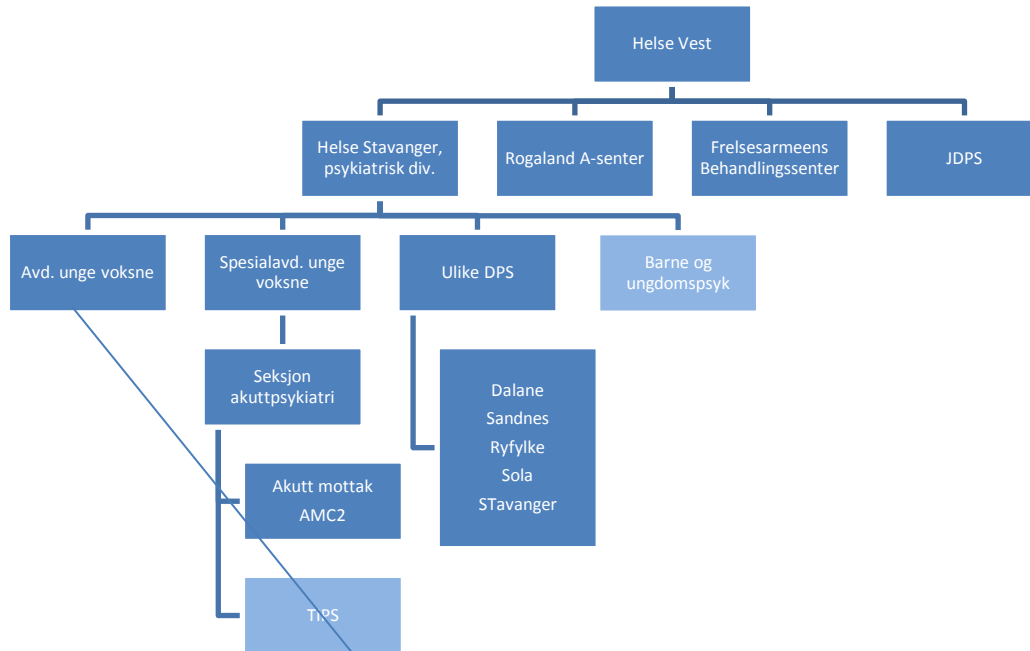 Helse Vest
Helse Stavanger,
psykiatrisk div.
Rogaland A-senter
Frelsesarmeens
Behandlingssenter
JDPS
Avd. unge voksne
Spesialavd. unge
voksne
Ulike DPS
Barne og
ungdomspsyk
Seksjon
akuttpsykiatri
Dalane
Sandnes
Ryfylke
Sola
STavanger
Akutt mottak
AMC2
TIPS